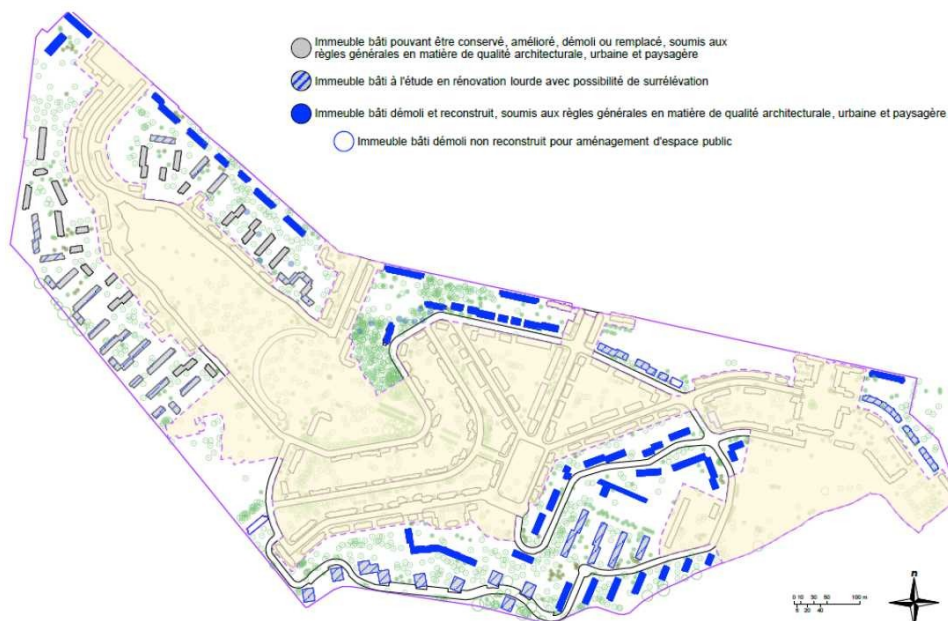 Immeuble bâti pouvant être conservé, amélioré, démoli ou remplacé, soumis aux
règles générales en matière de qualité architecturale, urbaine et paysagère
Immeuble bâti à l'étude en rénovation lourde avec possibilité de surrélévation
Immeuble bâti démoli et reconstruit, soumis aux règles générales en matière de qualité architecturale, urbaine et paysagère
Immeuble bâti démoli non reconstruit pour aménagement d'espace public
n
100 m